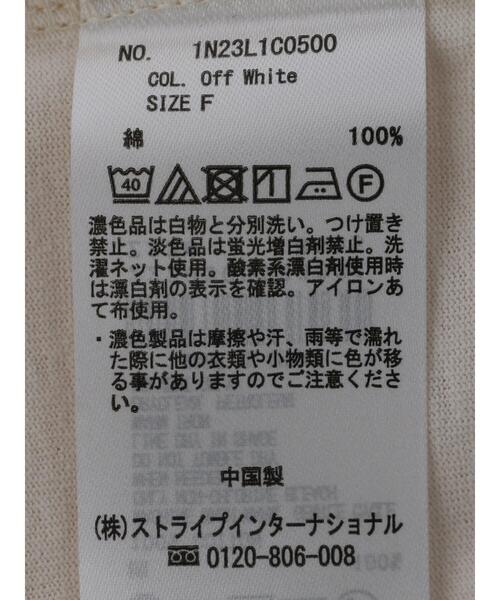 NO. 1N23L1C0500
COL. Off White
SIZE F
綿 100%
40 F
濃色品は白物と分別洗い。つけ置き
禁止。淡色品は蛍光増白剤禁止。洗
濯ネット使用。酸素系漂白剤使用時
は漂白剤の表示を確認。アイロンあ
て布使用。
・濃色製品は摩擦や汗、雨等で濡れ
た際に他の衣類や小物類に色が移
る事がありますのでご注意くださ
い。
中国製
(株)ストライプインターナショナル
0120-806-008